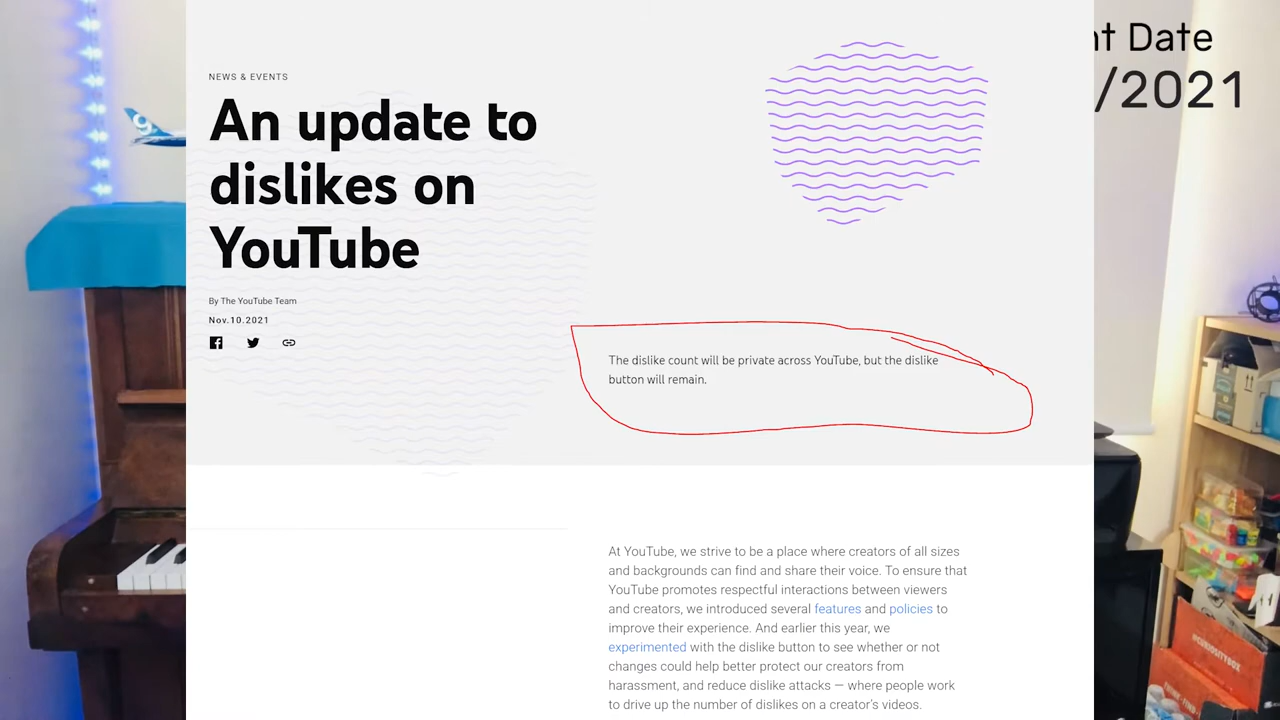 NEWS & EVENTS
An update to
dislikes on
YouTube
By The YouTube Team
Nov.10.2021
The dislike count will be private across YouTube, but the dislike
button will remain.
At YouTube, we strive to be a place where creators of all sizes
and backgrounds can find and share their voice. To ensure that
YouTube promotes respectful interactions between viewers
and creators, we introduced several features and policies to
improve their experience. And earlier this year, we
experimented with the dislike button to see whether or not
changes could help better protect our creators from
harassment, and reduce dislike attacks — where people work
to drive up the number of dislikes on a creator's videos.
Date
/2021
9
#CURIOSITYBOX